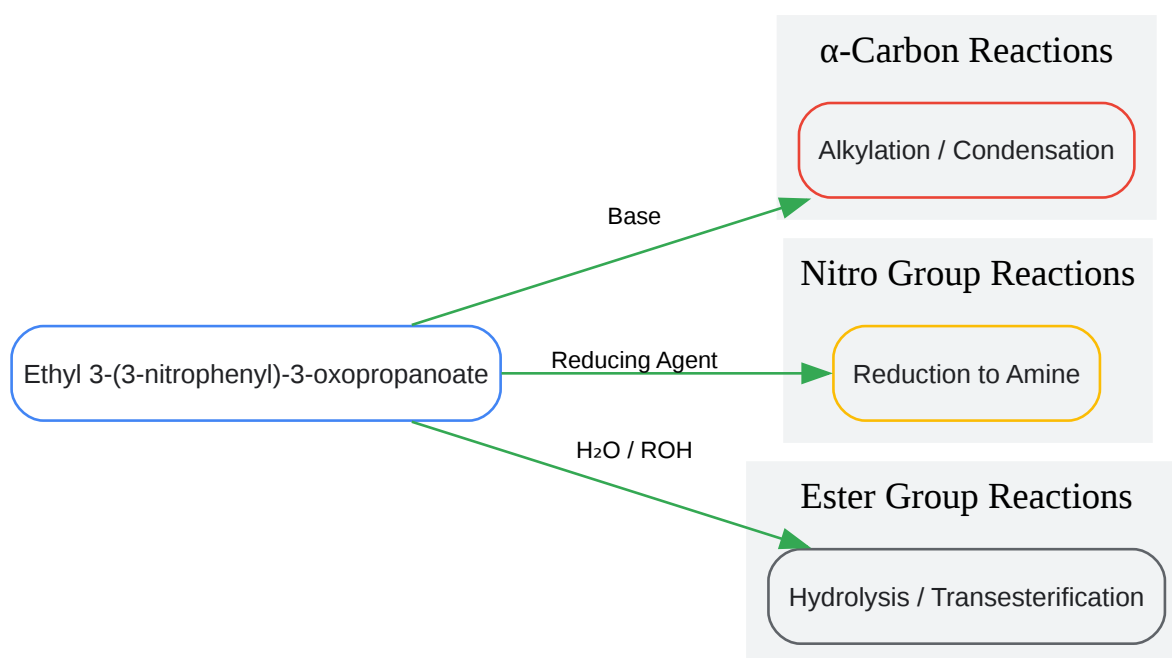 α-Carbon Reactions
Alkylation / Condensation
Base
Nitro Group Reactions
Ethyl 3-(3-nitrophenyl)-3-oxopropanoate
Reducing Agent
Reduction to Amine
H₂O / ROH
Ester Group Reactions
Hydrolysis / Transesterification